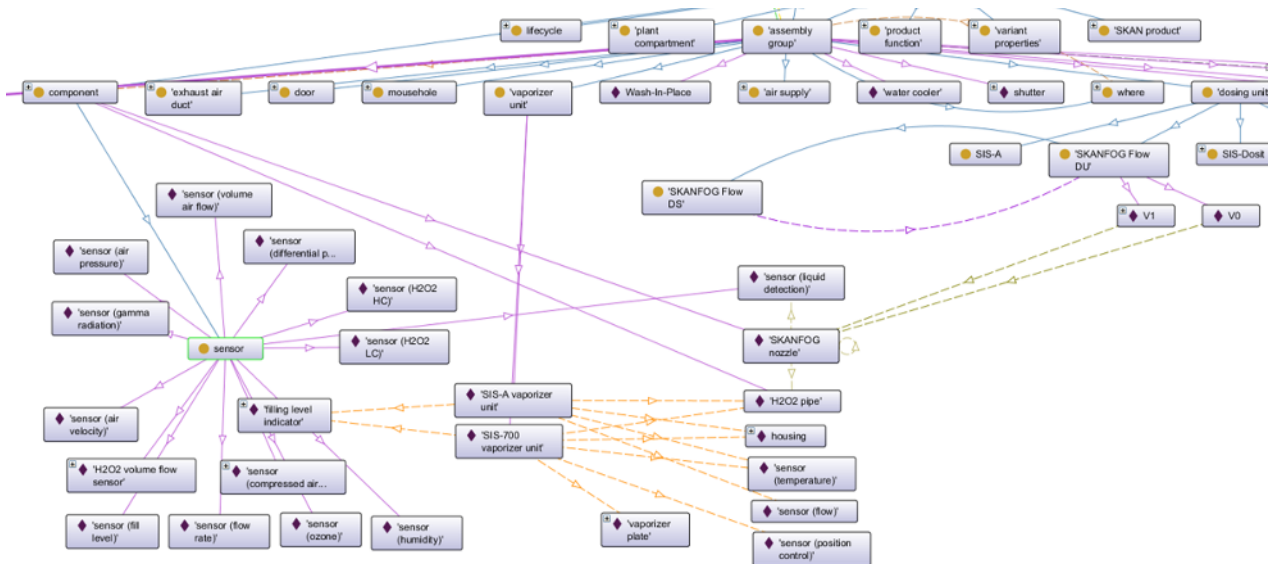 lifecycle
'plant
compartment'
'assembly
group'
'product
function'
'variant
properties'
'SKAN product'
component
'exhaust air
duct'
door
mousehole
'vaporizer
unit'
Wash-In-Place
'air supply'
'water cooler'
shutter
where
'dosing unit'
SIS-A
'SKANFOG Flow
DU'
SIS-Dosit
'SKANFOG Flow
DS'
V1
V0
'sensor (volume
air flow)'
'sensor (air
pressure)'
'sensor
(differential p...
'sensor (H2O2
HC)'
'sensor (liquid
detection)'
'sensor (gamma
radiation)'
sensor
'sensor (H2O2
LC)'
'SKANFOG
nozzle'
'sensor (air
velocity)'
'filling level
indicator'
'SIS-A vaporizer
unit'
'H2O2 pipe'
'SIS-700
vaporizer unit'
housing
'H2O2 volume flow
sensor'
'sensor
(compressed air...
'sensor
(temperature)'
'sensor (flow)'
'sensor (fill
level)'
'sensor (flow
rate)'
'sensor
(ozone)'
'sensor
(humidity)'
'vaporizer
plate'
'sensor (position
control)'